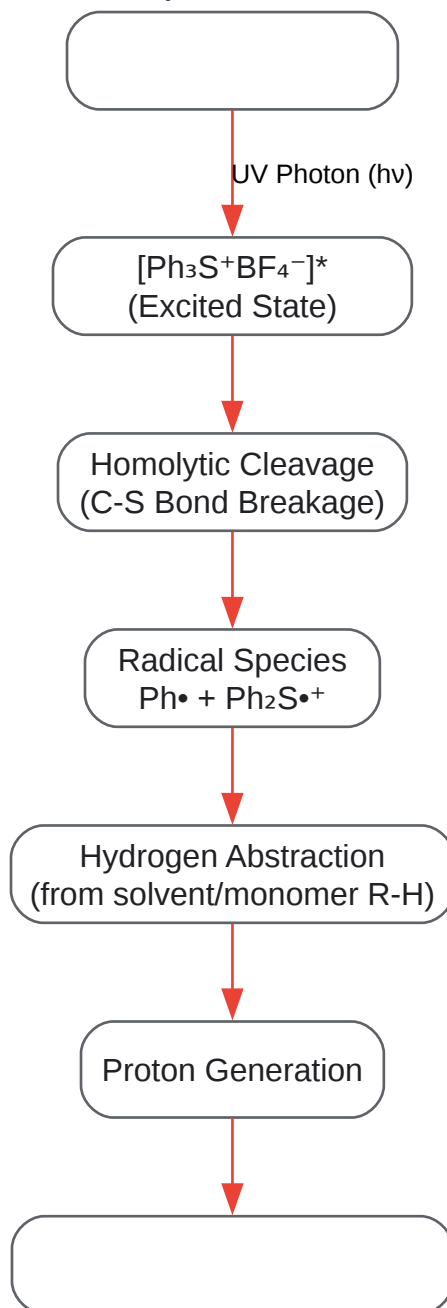 UV Photon (hν)
[Ph₃S⁺BF₄⁻]*
(Excited State)
Homolytic Cleavage
(C-S Bond Breakage)
Radical Species
Ph• + Ph₂S•⁺
Hydrogen Abstraction
(from solvent/monomer R-H)
Proton Generation